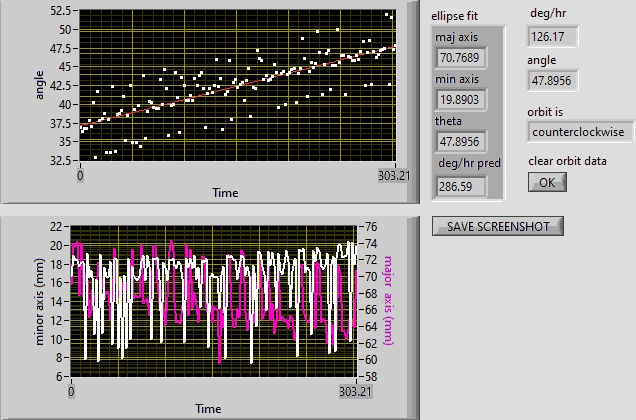 52.5
50
47.5
45
42.5
40
37.5
35
32.5
angle
0
303.21
Time
ellipse fit
maj axis
70.7689
min axis
19.8903
theta
47.8956
deg/hr pred
286.59
deg/hr
126.17
angle
47.8956
orbit is
counterclockwise
clear orbit data
OK
SAVE SCREENSHOT
22
20
18
16
14
12
10
8
6
minor axis (mm)
76
74
72
70
68
66
64
62
60
58
major axis (mm)
0
303.21
Time